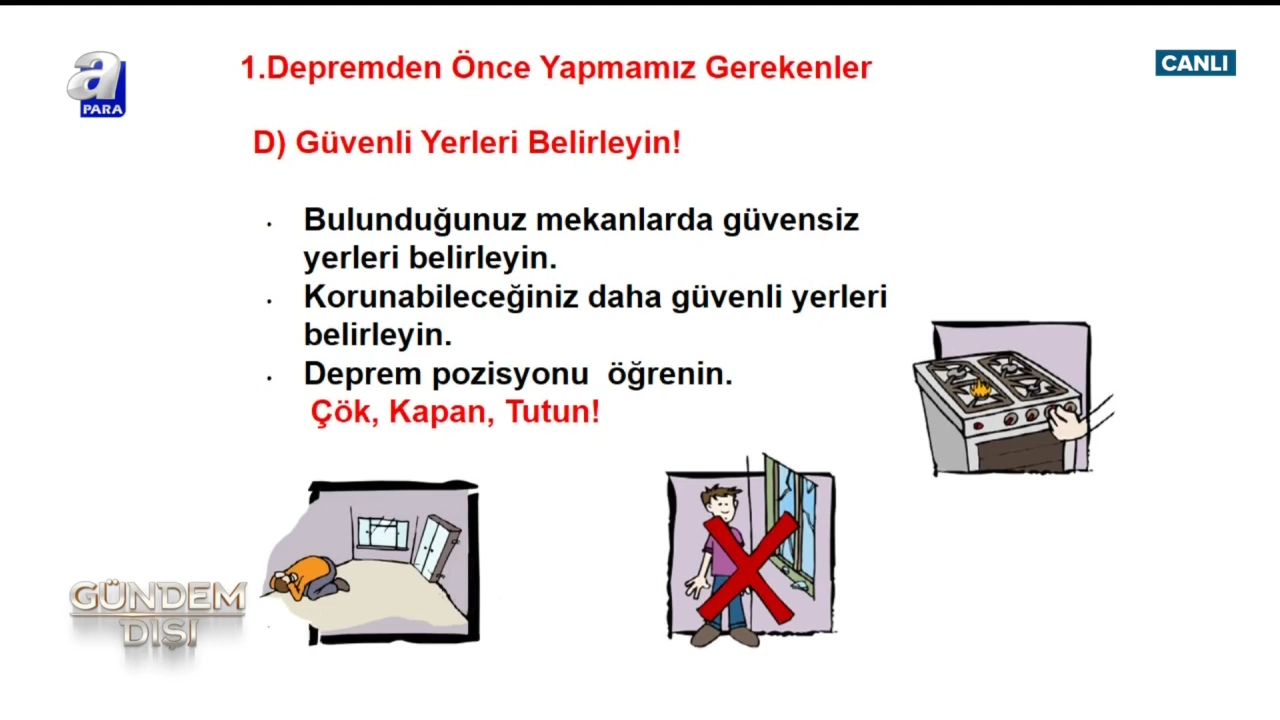 a
PARA
1.Depremden Önce Yapmamız Gerekenler
CANLI
D) Güvenli Yerleri Belirleyin!
• Bulunduğunuz mekanlarda güvensiz
yerleri belirleyin.
• Korunabileceğiniz daha güvenli yerleri
belirleyin.
• Deprem pozisyonu öğrenin.
Çök, Kapan, Tutun!
GÜNDEM
DIŞI